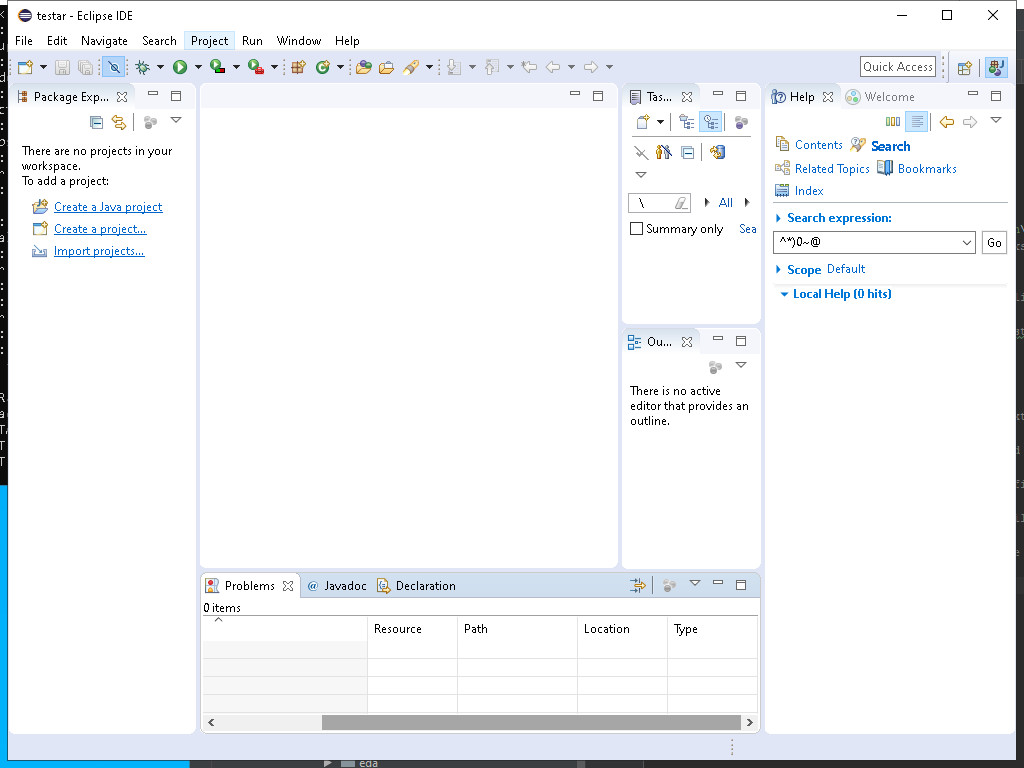 testar - Eclipse IDE
File Edit Navigate Search Project Run Window Help
Quick Access
Package Exp...
There are no projects in your
workspace.
To add a project:
Create a Java project
Create a project...
Import projects...
Tas...
\
All
Summary only Sea
Ou...
There is no active
editor that provides an
outline.
Help Welcome
Contents Search
Related Topics Bookmarks
Index
Search expression:
^*)0~@ Go
Scope Default
Local Help (0 hits)
Problems @ Javadoc Declaration
0 items
Resource Path Location Type
eda